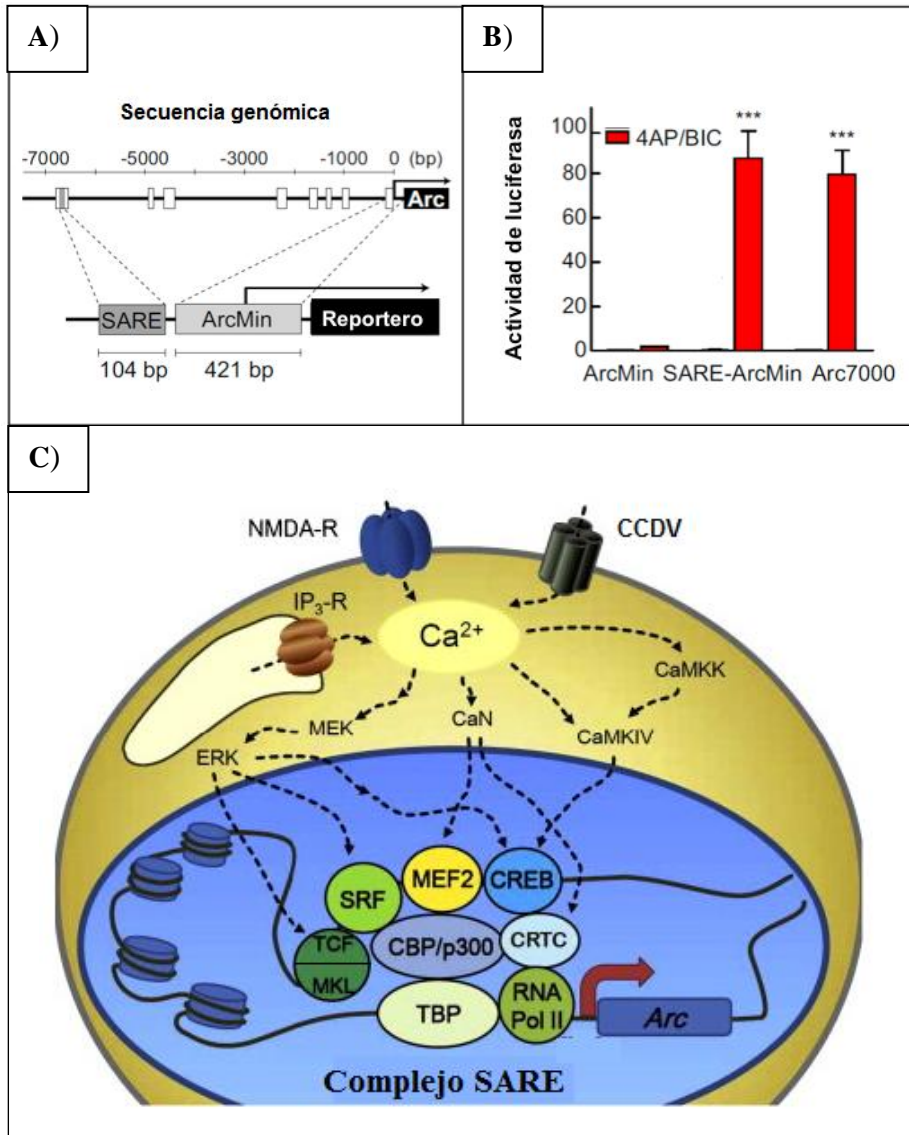 A)
Secuencia genómica
-7000 -5000 -3000 -1000 0 (bp)
Arc
SARE ArcMin Reportero
104 bp 421 bp
B)
Actividad de luciferasa
100
80
60
40
20
0
4AP/BIC
*** ***
ArcMin SARE-ArcMin Arc7000
C)
NMDA-R CCDV
IP3-R
Ca2+
CaMKK
MEK CaN CaMKIV
ERK
MEF2 CREB
SRF
TCF CBP/p300 CRTC
MKL
TBP RNA Pol II Arc
Complejo SARE